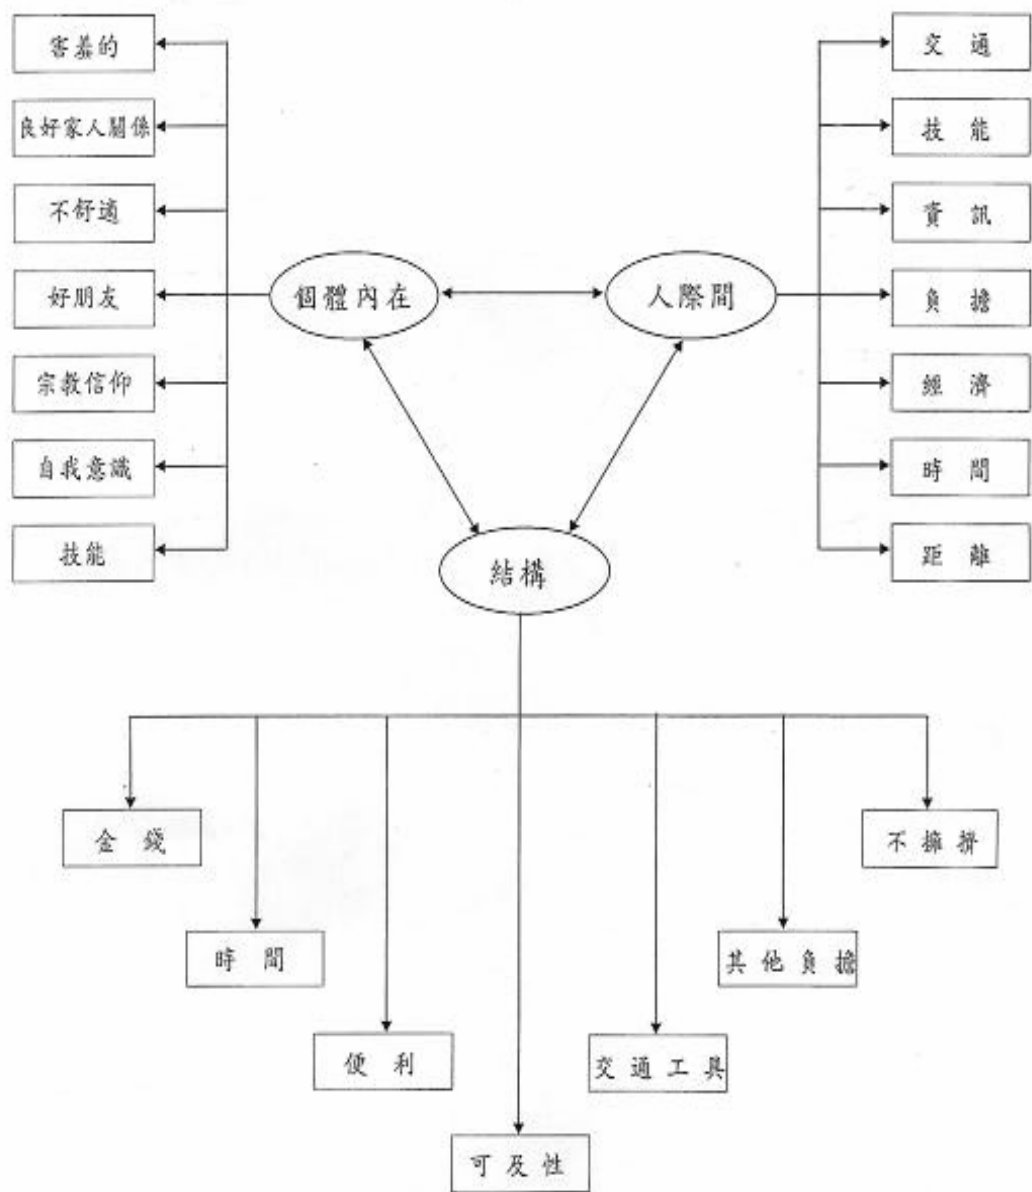 害羞的
良好家人關係
不舒適
好朋友
宗教信仰
自我意識
技能
個體內在
人際間
結構
交通
技能
資訊
負擔
經濟
時間
距離
金錢
時間
便利
可及性
交通工具
其他負擔
不擁擠